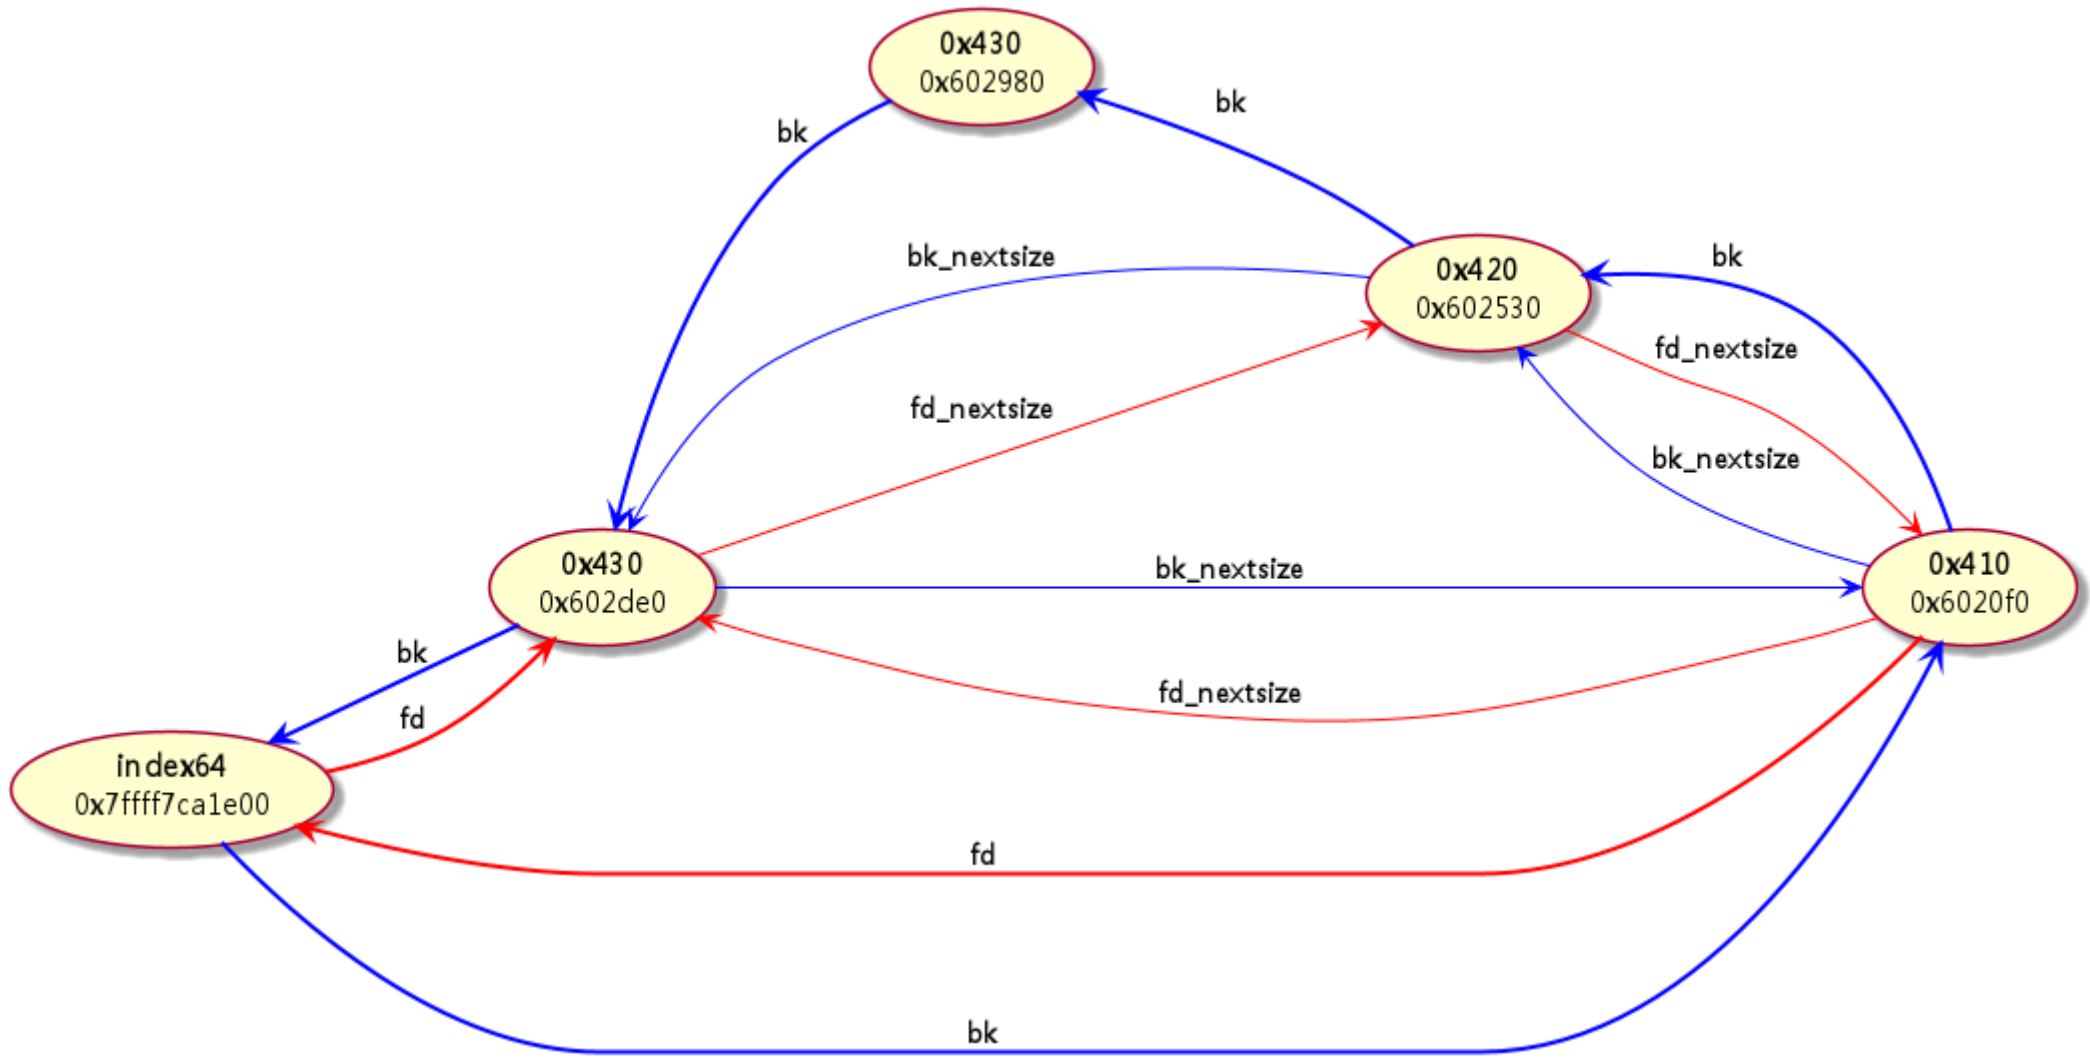 0x430
0x602980
bk
bk
bk_nextsize
0x420
0x602530
bk
fd_nextsize
fd_nextsize
bk_nextsize
0x430
0x602de0
bk_nextsize
0x410
0x6020f0
bk
fd_nextsize
fd
index64
0x7ffff7ca1e00
fd
bk